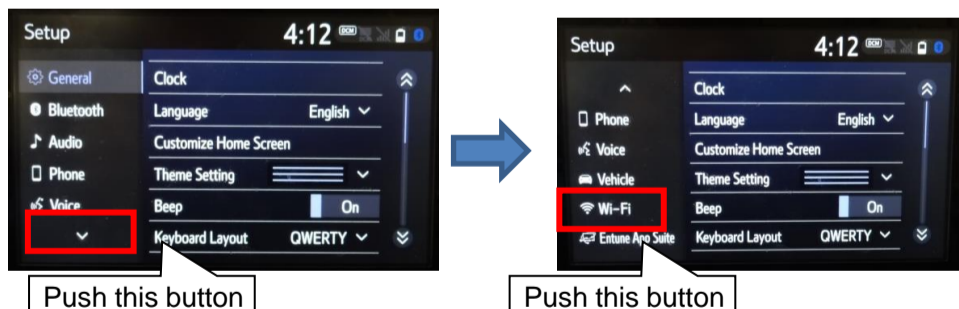 Setup 4:12 DCM
General Clock
Bluetooth Language English
Audio Customize Home Screen
Phone Theme Setting
Voice Beep On
Keyboard Layout QWERTY
Push this button
Setup 4:12 DCM
Clock
Phone Language English
Voice Customize Home Screen
Vehicle Theme Setting
Wi-Fi Beep On
Entune App Suite Keyboard Layout QWERTY
Push this button